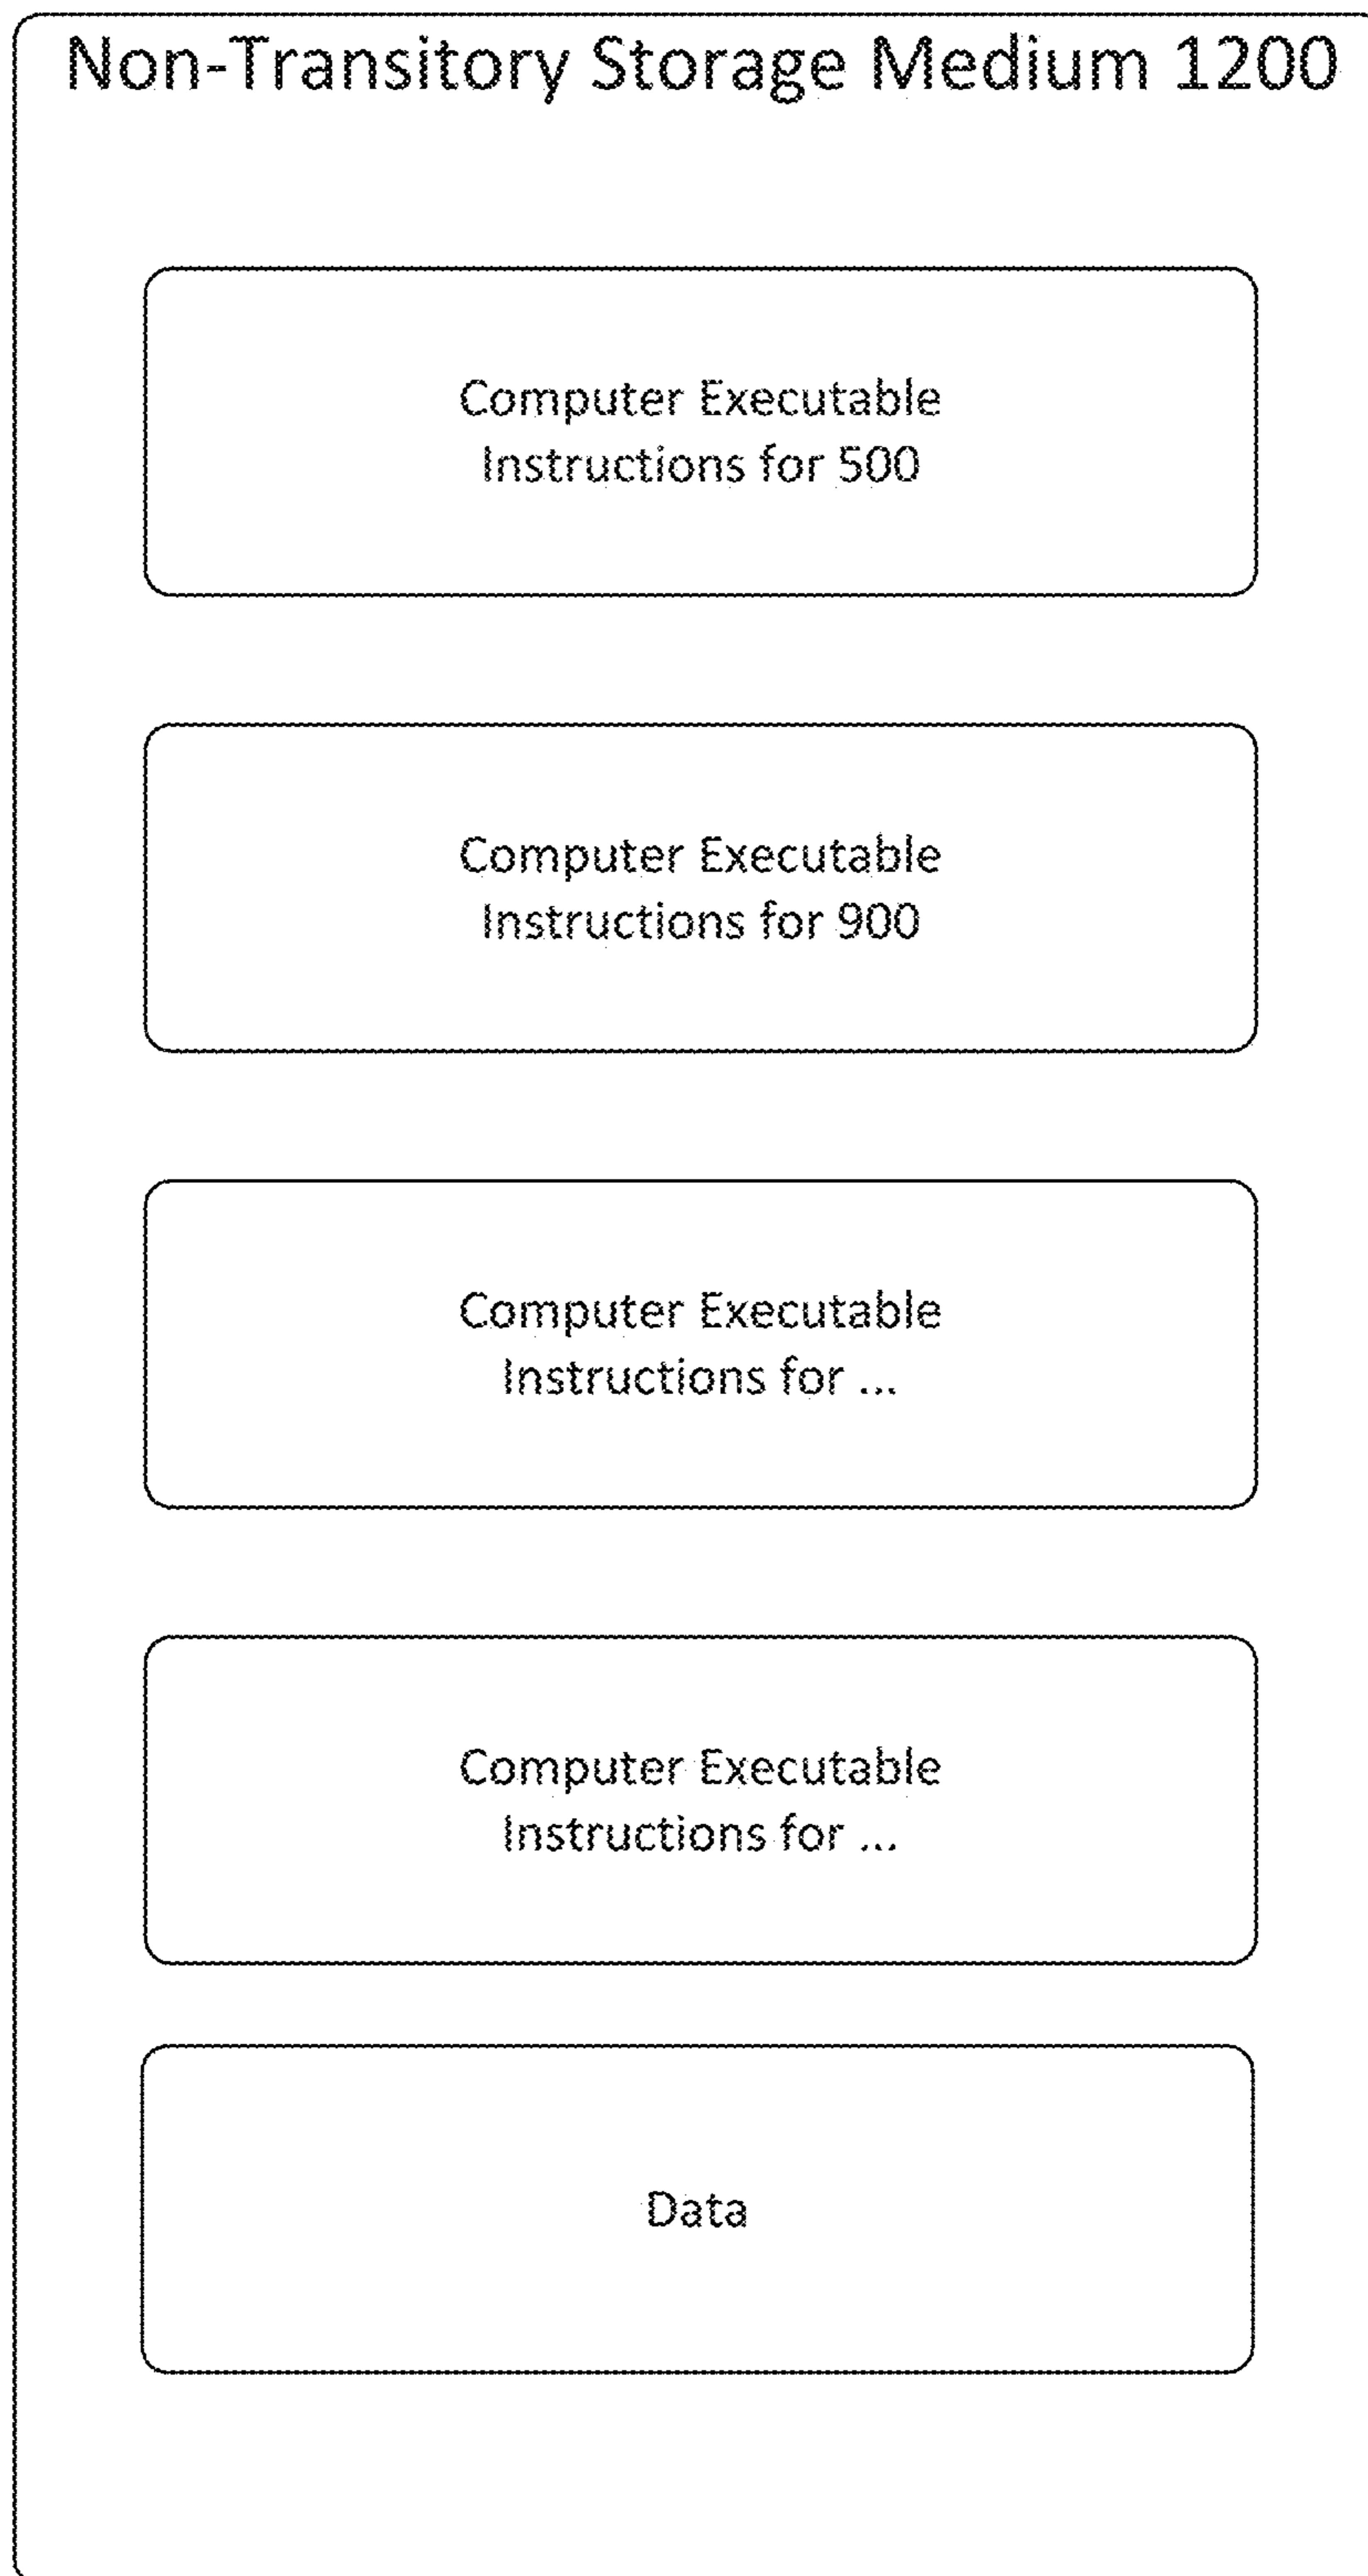 Non-Transitory Storage Medium 1200
Computer Executable
Instructions for 500
Computer Executable
Instructions for 900
Computer Executable
Instructions for ...
Computer Executable
Instructions for ...
Data